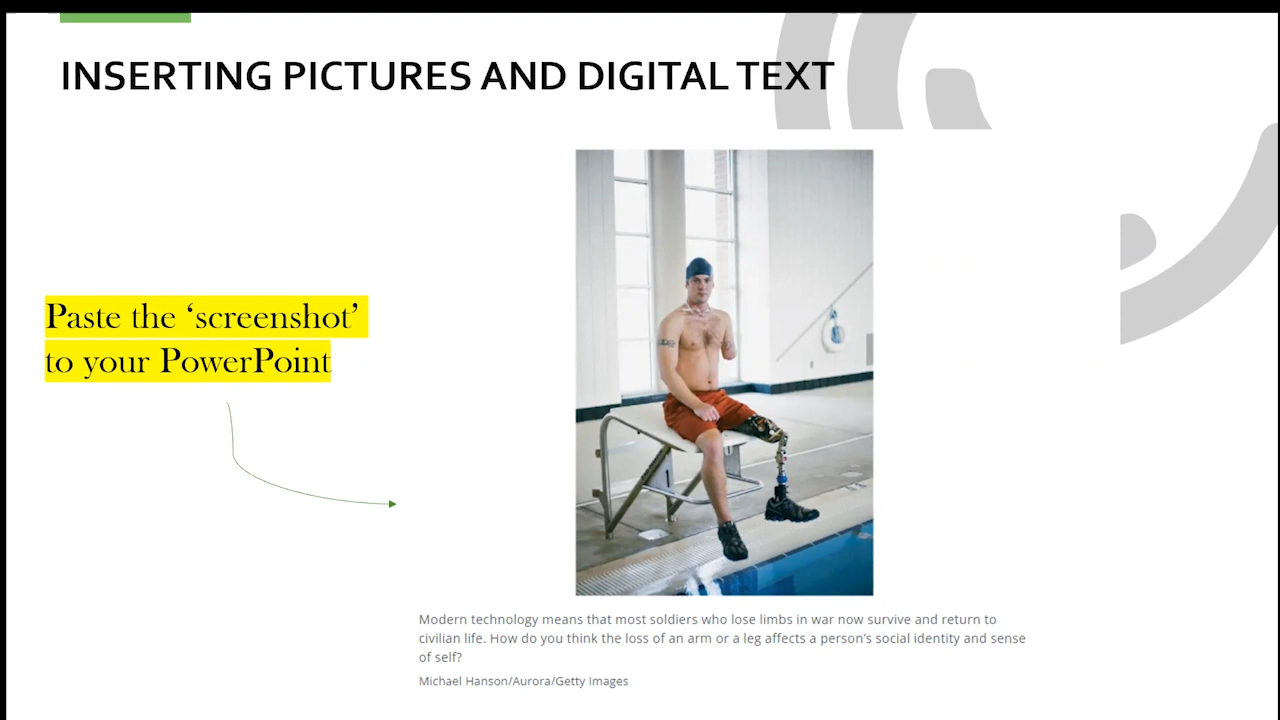 INSERTING PICTURES AND DIGITAL TEXT
Paste the ‘screenshot’
to your PowerPoint
Modern technology means that most soldiers who lose limbs in war now survive and return to
civilian life. How do you think the loss of an arm or a leg affects a person’s social identity and sense
of self?
Michael Hanson/Aurora/Getty Images